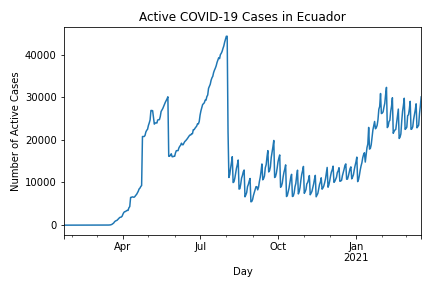 Active COVID-19 Cases in Ecuador
Number of Active Cases
40000
30000
20000
10000
0
Apr
Jul
Oct
Jan
2021
Day